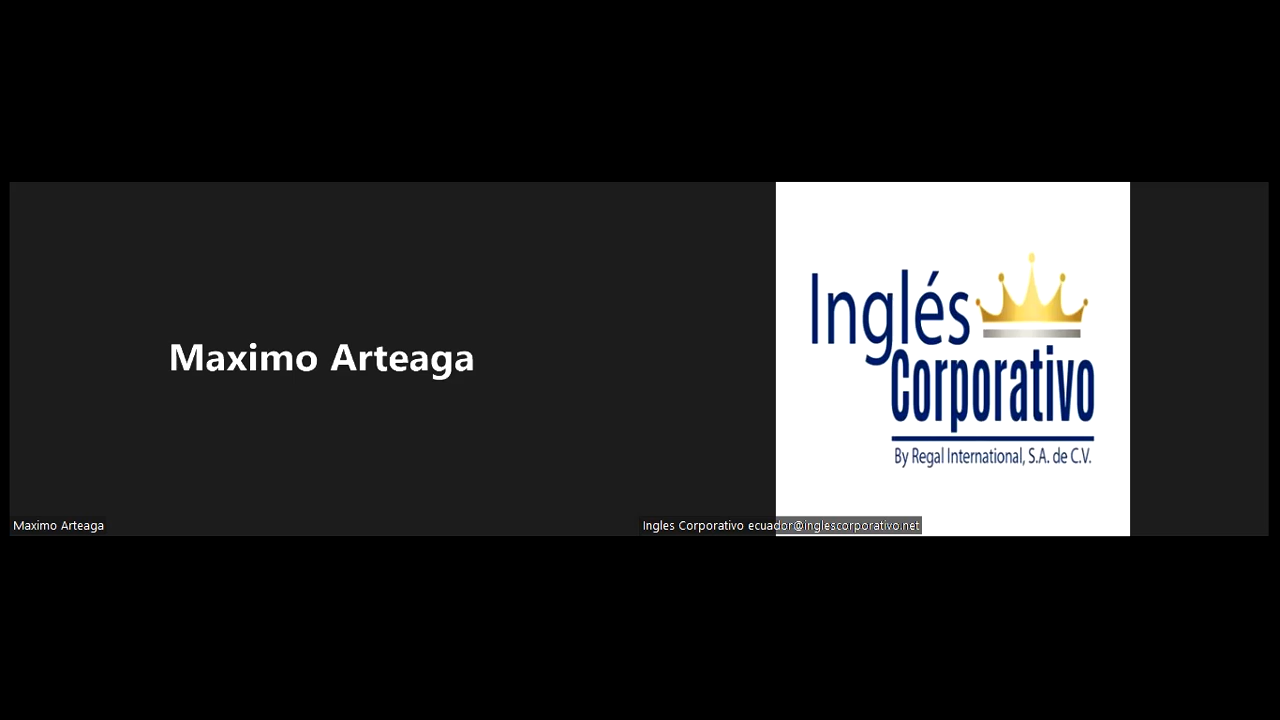 Maximo Arteaga
Inglés
Corporativo
By Regal International, S.A. de C.V.
Maximo Arteaga
Ingles Corporativo ecuador@inglescorporativo.net